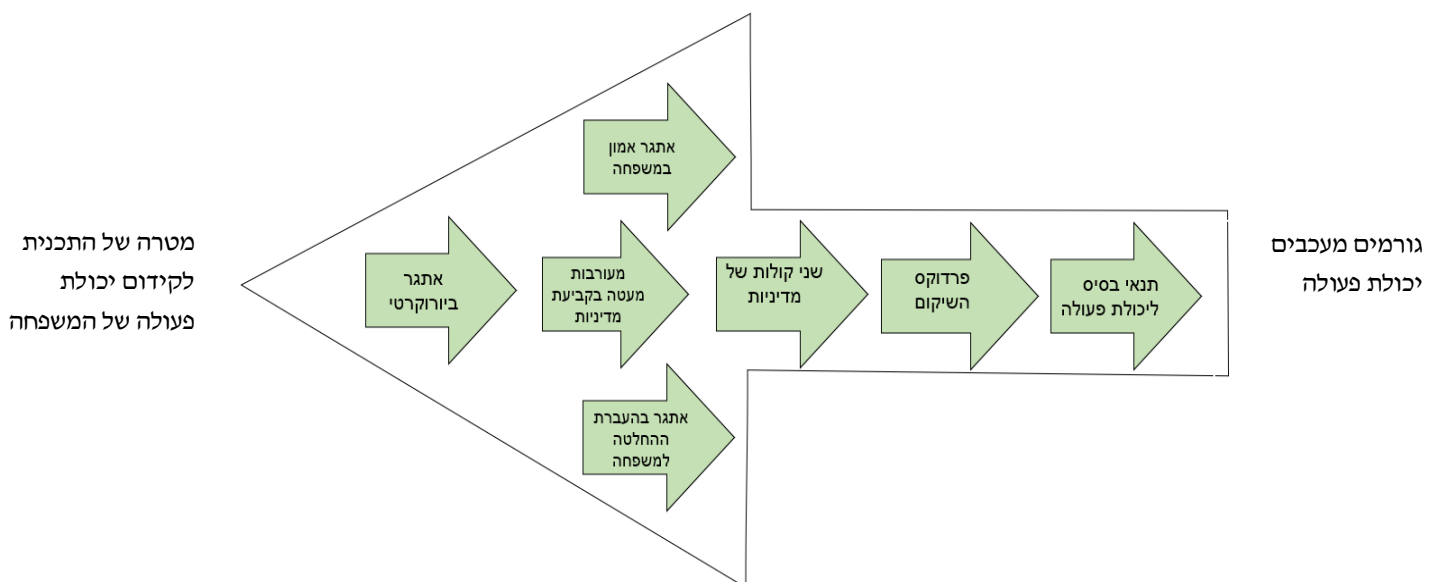 גורמים מעכבים
יכולת פעולה
תנאי בסיס
ליכולת פעולה
פרדוקס
השיקום
שני קולות של
מדיניות
אתגר אמון
במשפחה
מעורבות
מעטה בקביעת
מדיניות
אתגר בהעברת
ההחלטה
למשפחה
אתגר
ביורוקרטי
מטרה של התכנית
לקידום יכולת
פעולה של המשפחה